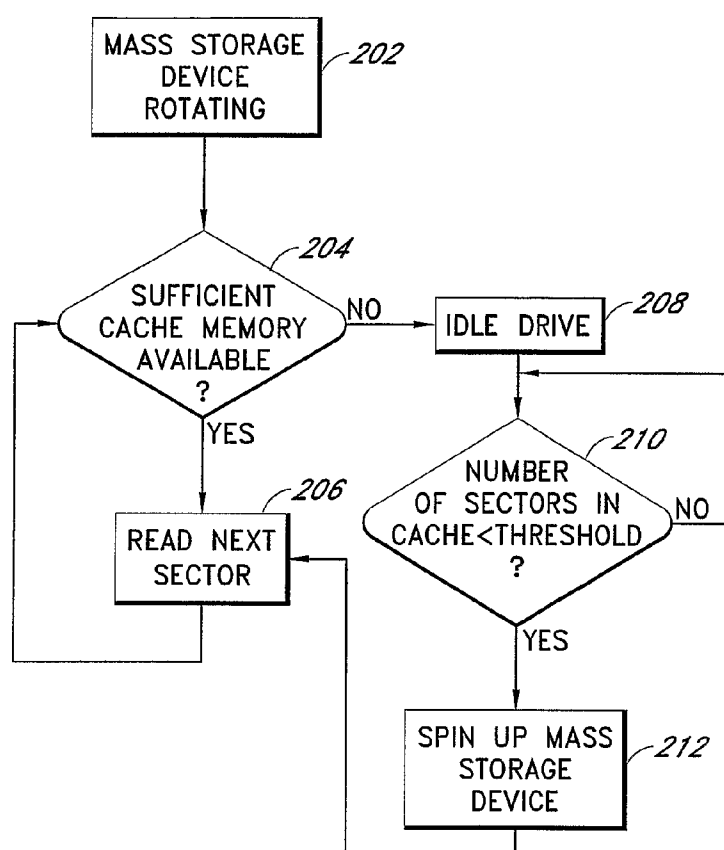 MASS STORAGE
DEVICE
ROTATING
202
204
SUFFICIENT
CACHE MEMORY
AVAILABLE
?
NO
YES
IDLE DRIVE
208
206
READ NEXT
SECTOR
210
NUMBER
OF SECTORS IN
CACHE<THRESHOLD
?
NO
YES
SPIN UP MASS
STORAGE
DEVICE
212